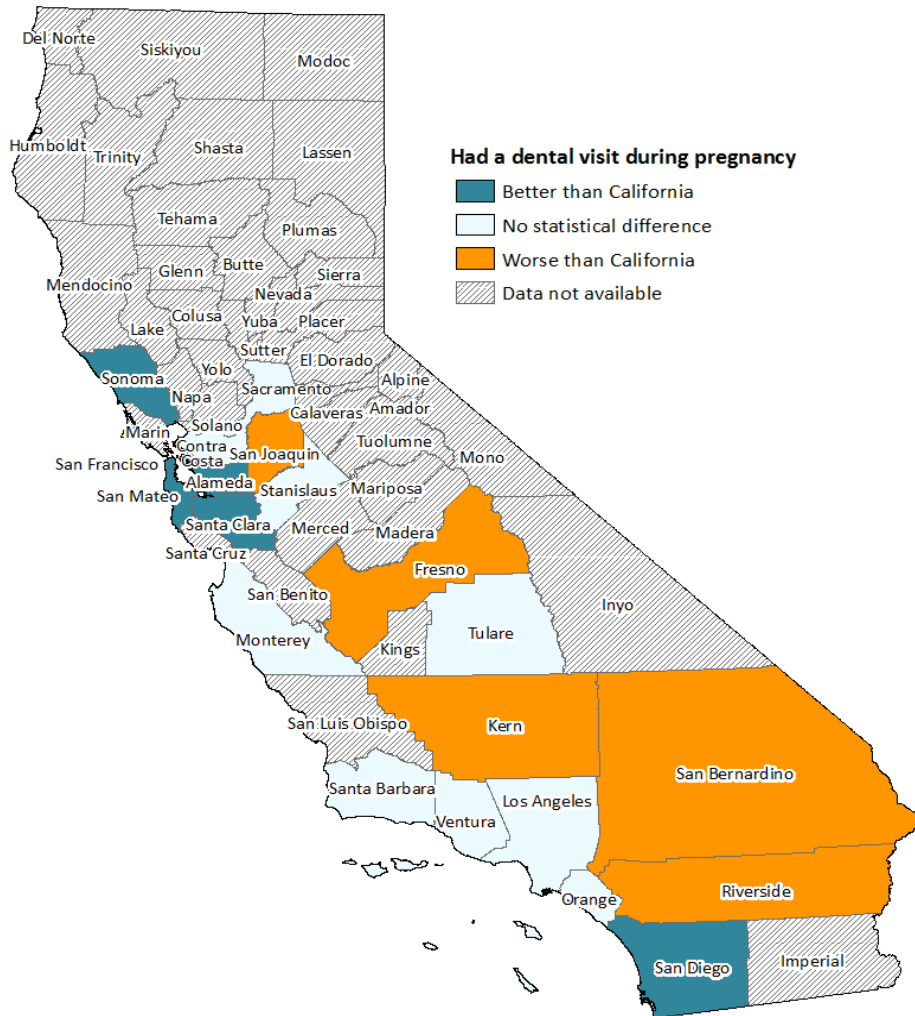 Del Norte
Siskiyou
Modoc
Humboldt
Trinity
Shasta
Lassen
Had a dental visit during pregnancy
Better than California
No statistical difference
Worse than California
Data not available
Tehama
Plumas
Mendocino
Glenn
Butte
Sierra
Nevada
Lake
Colusa
Yuba
Placer
Sutter
El Dorado
Sonoma
Yolo
Alpine
Napa
Sacramento
Amador
Calaveras
Solano
Marin
Tuolumne
Contra
Costa
San Joaquin
Mono
San Francisco
Alameda
Stanislaus
Mariposa
San Mateo
Santa Clara
Merced
Madera
Santa Cruz
Fresno
San Benito
Inyo
Monterey
Kings
Tulare
San Luis Obispo
Kern
San Bernardino
Santa Barbara
Los Angeles
Ventura
Orange
Riverside
San Diego
Imperial